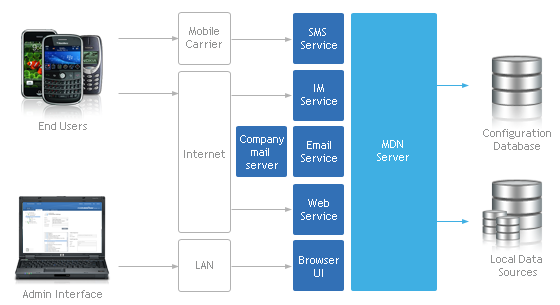 Mobile
Carrier
SMS
Service
End Users
Internet
IM
Service
Company
mail
server
Email
Service
Web
Service
MDN
Server
Configuration
Database
Admin Interface
LAN
Browser
UI
Local Data
Sources